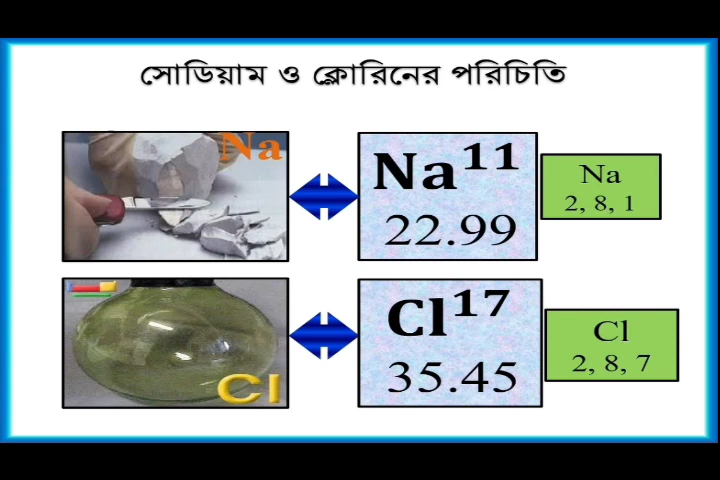 সোডিয়াম ও ক্লোরিনের পরিচিতি
Na
Na¹¹
22.99
Na
2, 8, 1
Cl
Cl¹⁷
35.45
Cl
2, 8, 7